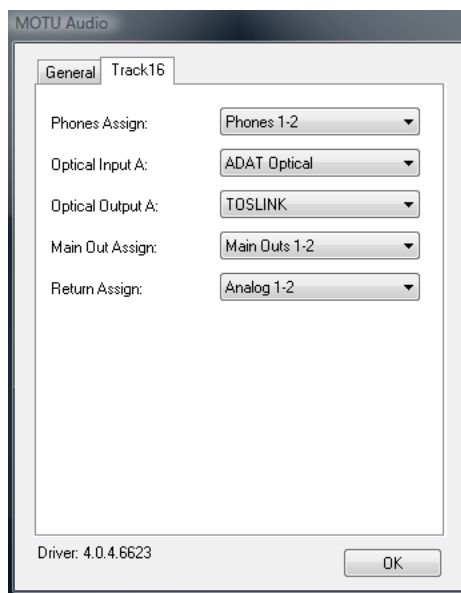 MOTU Audio
General Track16
Phones Assign: Phones 1-2
Optical Input A: ADAT Optical
Optical Output A: TOSLINK
Main Out Assign: Main Outs 1-2
Return Assign: Analog 1-2
Driver: 4.0.4.6623 OK